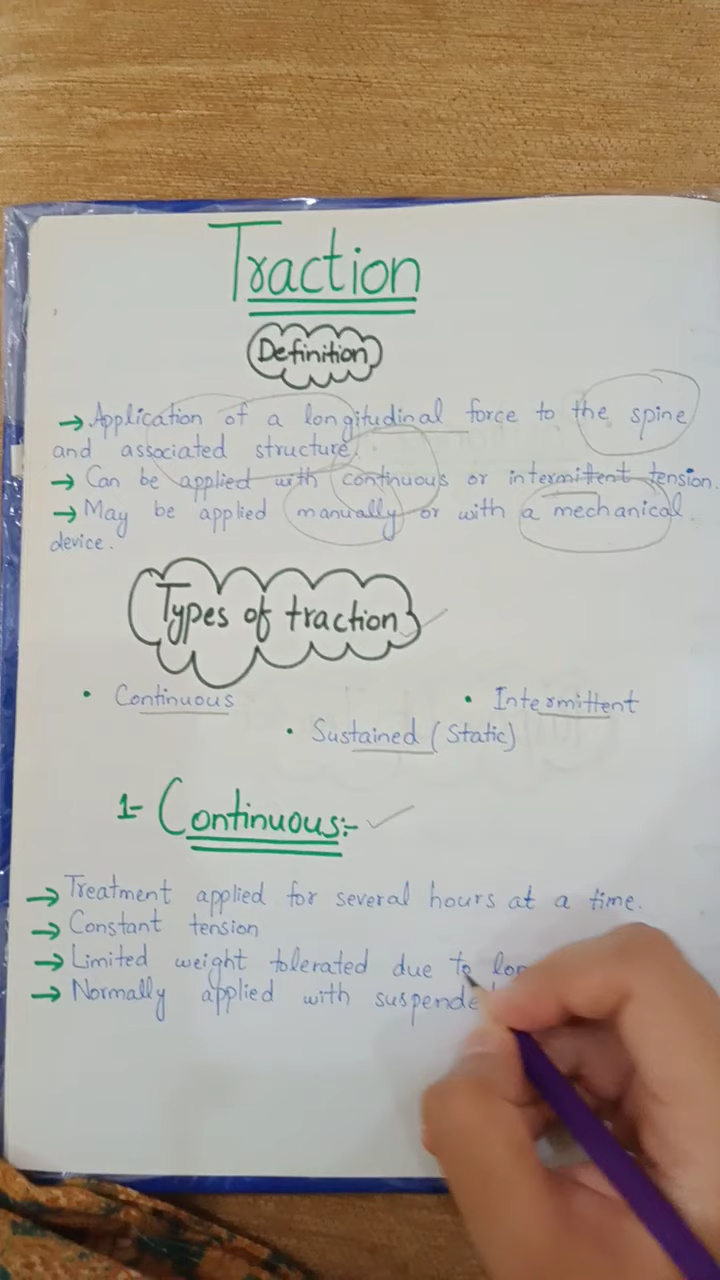 Traction
Definition
→ Application of a longitudinal force to the spine
and associated structure.
→ Can be applied with continuous or intermittent tension.
→ May be applied manually or with a mechanical
device.
Types of traction
• Continuous
• Intermittent
• Sustained (Static)
1- Continuous:-
→ Treatment applied for several hours at a time.
→ Constant tension
→ Limited weight tolerated due to
→ Normally applied with